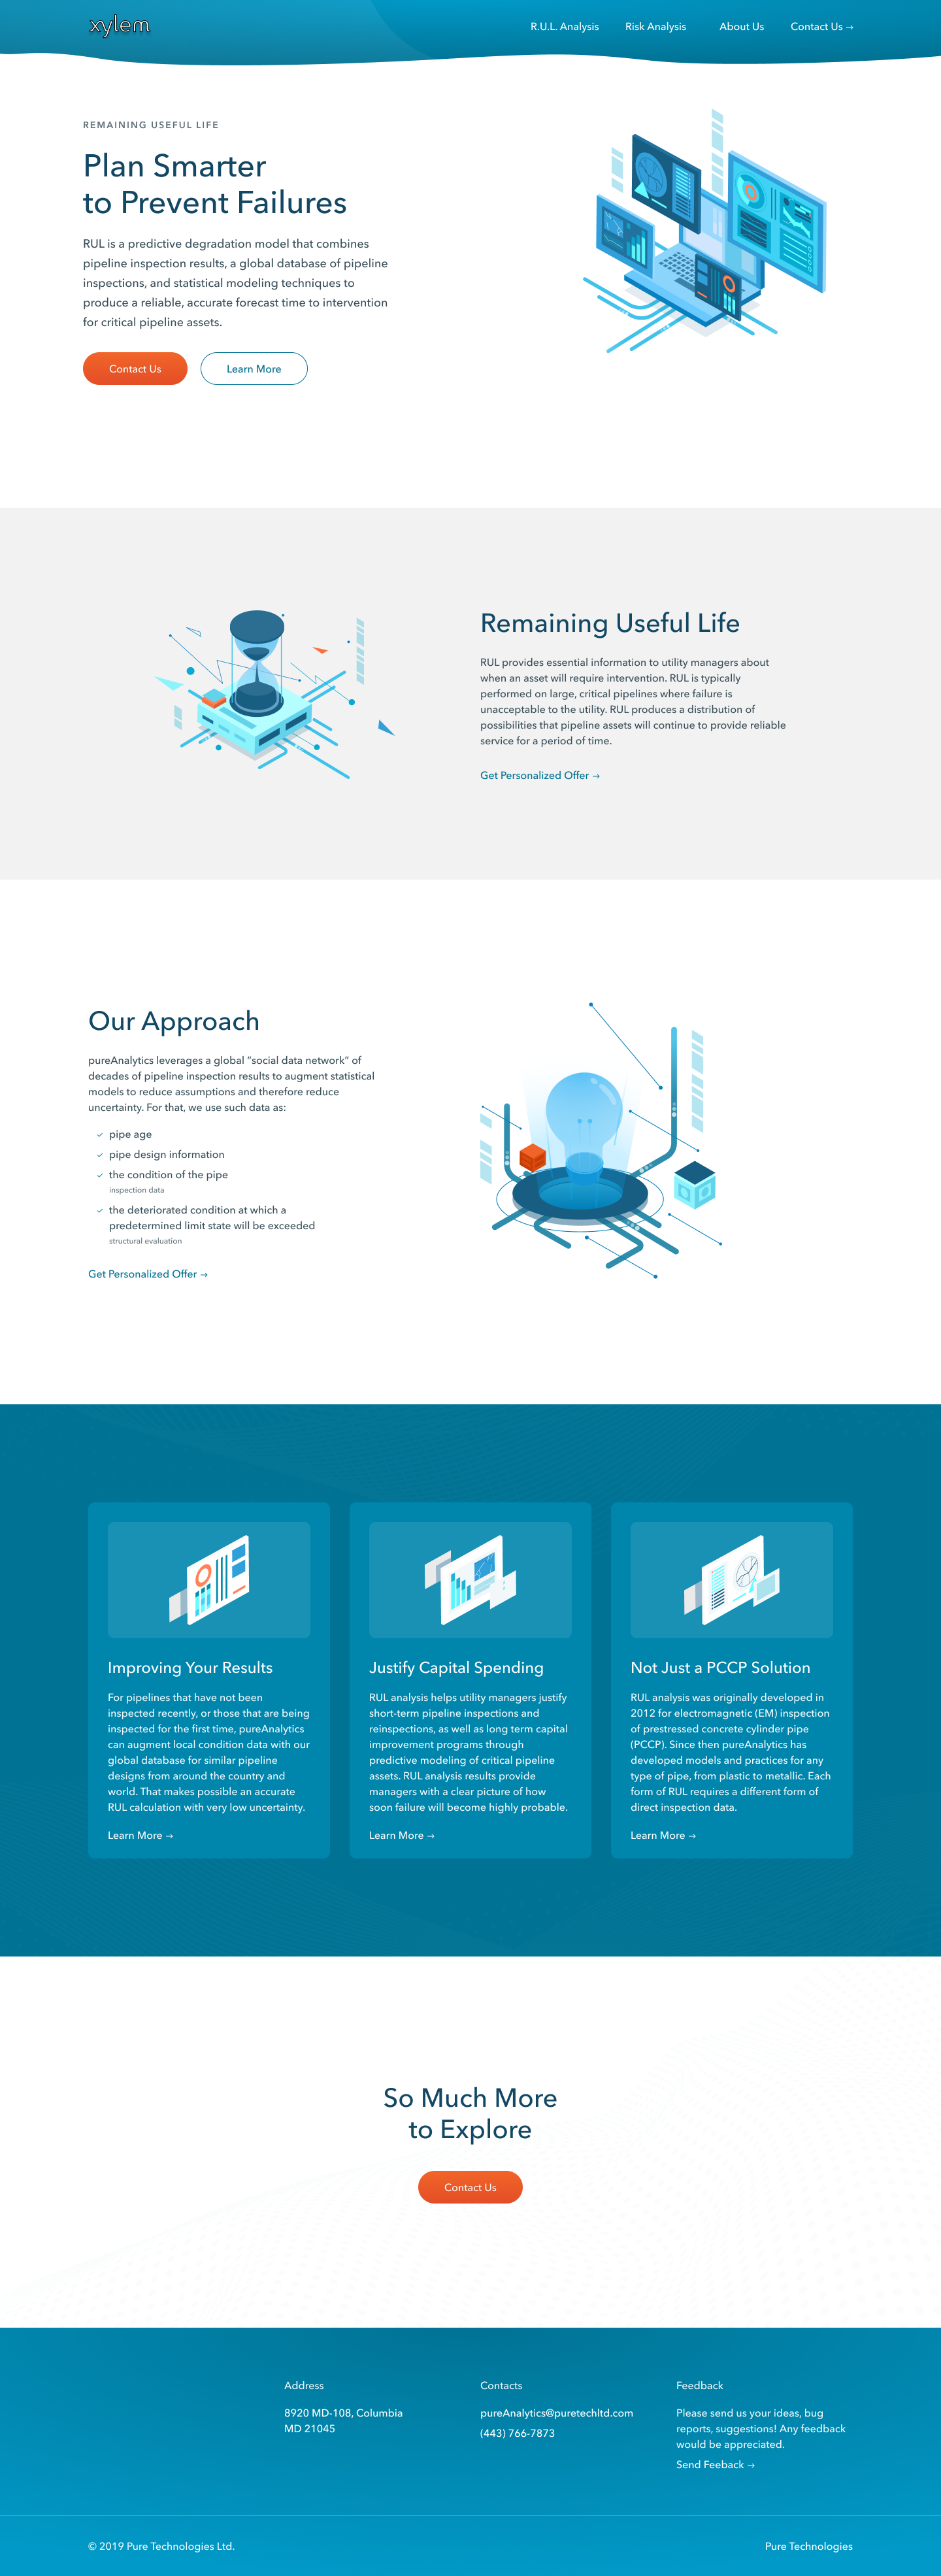 xylem
R.U.L. Analysis
Risk Analysis
About Us
Contact Us →
REMAINING USEFUL LIFE
Plan Smarter
to Prevent Failures
RUL is a predictive degradation model that combines
pipeline inspection results, a global database of pipeline
inspections, and statistical modeling techniques to
produce a reliable, accurate forecast time to intervention
for critical pipeline assets.
Contact Us
Learn More
Remaining Useful Life
RUL provides essential information to utility managers about
when an asset will require intervention. RUL is typically
performed on large, critical pipelines where failure is
unacceptable to the utility. RUL produces a distribution of
possibilities that pipeline assets will continue to provide reliable
service for a period of time.
Get Personalized Offer →
Our Approach
pureAnalytics leverages a global “social data network” of
decades of pipeline inspection results to augment statistical
models to reduce assumptions and therefore reduce
uncertainty. For that, we use such data as:
✓ pipe age
✓ pipe design information
✓ the condition of the pipe
inspection data
✓ the deteriorated condition at which a
predetermined limit state will be exceeded
structural evaluation
Get Personalized Offer →
Improving Your Results
For pipelines that have not been
inspected recently, or those that are being
inspected for the first time, pureAnalytics
can augment local condition data with our
global database for similar pipeline
designs from around the country and
world. That makes possible an accurate
RUL calculation with very low uncertainty.
Learn More →
Justify Capital Spending
RUL analysis helps utility managers justify
short-term pipeline inspections and
reinspections, as well as long term capital
improvement programs through
predictive modeling of critical pipeline
assets. RUL analysis results provide
managers with a clear picture of how
soon failure will become highly probable.
Learn More →
Not Just a PCCP Solution
RUL analysis was originally developed in
2012 for electromagnetic (EM) inspection
of prestressed concrete cylinder pipe
(PCCP). Since then pureAnalytics has
developed models and practices for any
type of pipe, from plastic to metallic. Each
form of RUL requires a different form of
direct inspection data.
Learn More →
So Much More
to Explore
Contact Us
Address
8920 MD-108, Columbia
MD 21045
Contacts
pureAnalytics@puretechltd.com
(443) 766-7873
Feedback
Please send us your ideas, bug
reports, suggestions! Any feedback
would be appreciated.
Send Feeback →
© 2019 Pure Technologies Ltd.
Pure Technologies